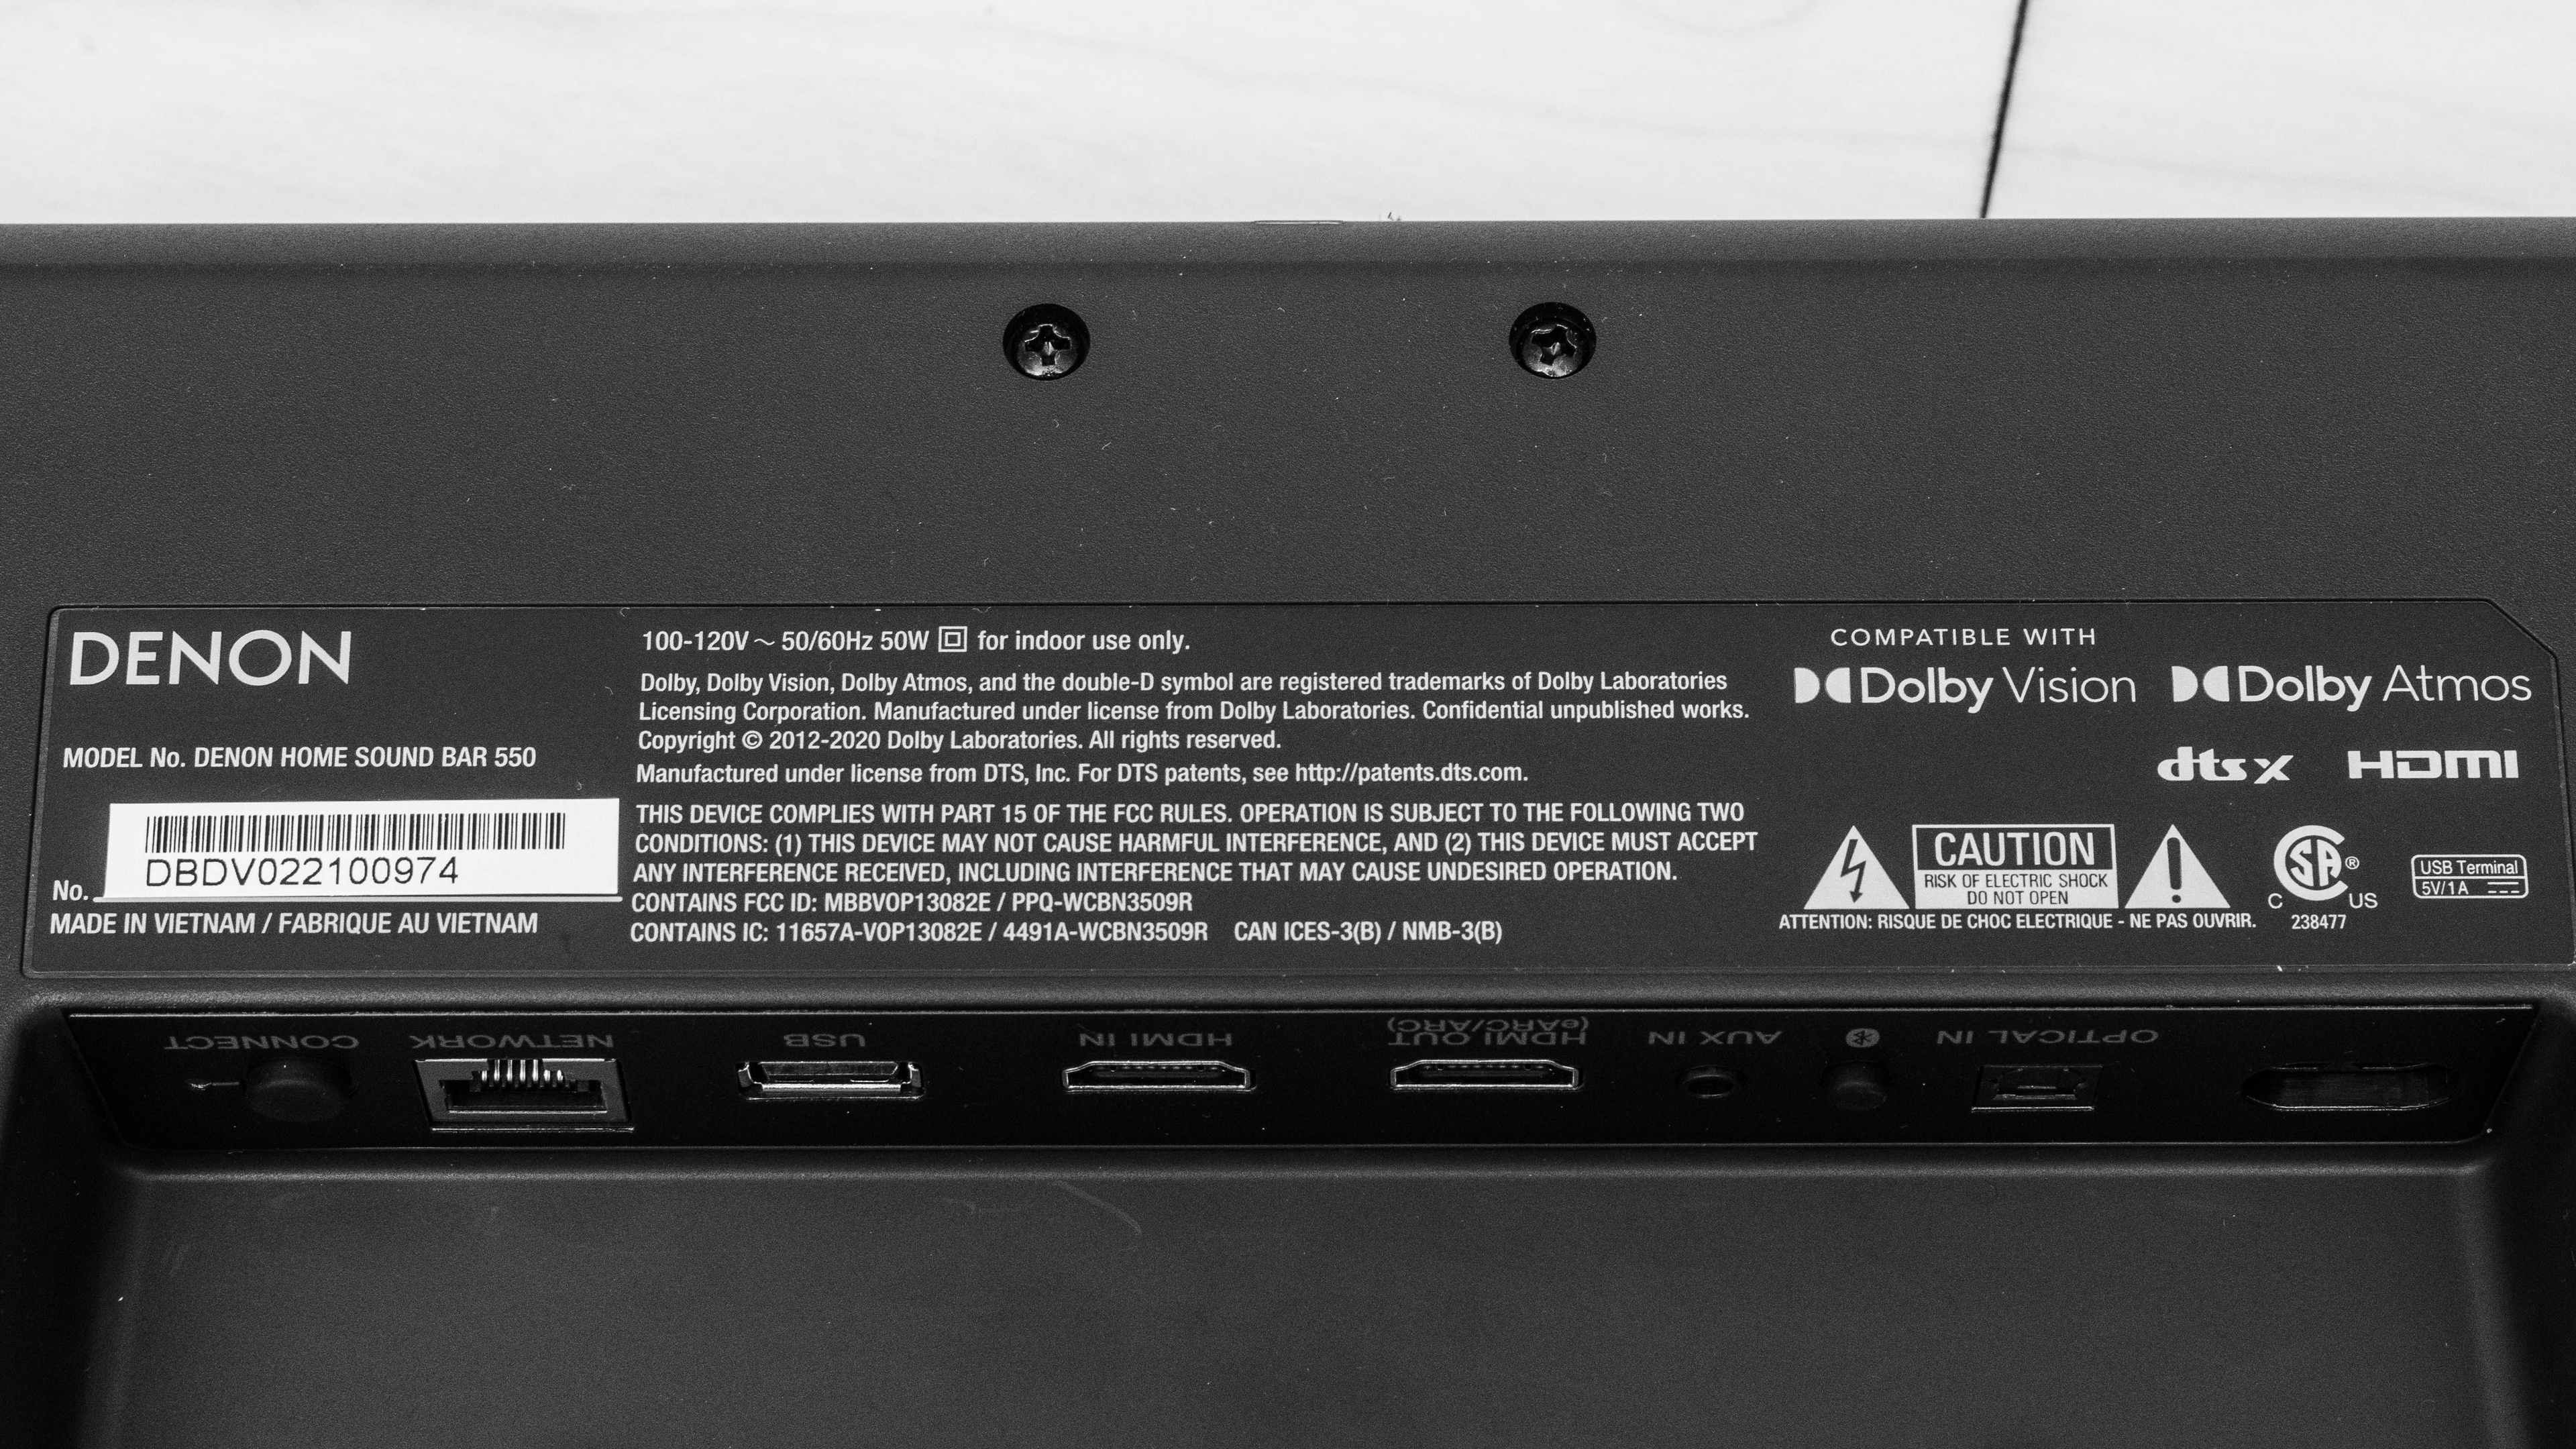 DENON
MODEL No. DENON HOME SOUND BAR 550
DBDV022100974
No.
MADE IN VIETNAM / FABRIQUE AU VIETNAM
100-120V ~ 50/60Hz 50W for indoor use only.
Dolby, Dolby Vision, Dolby Atmos, and the double-D symbol are registered trademarks of Dolby Laboratories
Licensing Corporation. Manufactured under license from Dolby Laboratories. Confidential unpublished works.
Copyright © 2012-2020 Dolby Laboratories. All rights reserved.
Manufactured under license from DTS, Inc. For DTS patents, see http://patents.dts.com.
THIS DEVICE COMPLIES WITH PART 15 OF THE FCC RULES. OPERATION IS SUBJECT TO THE FOLLOWING TWO
CONDITIONS: (1) THIS DEVICE MAY NOT CAUSE HARMFUL INTERFERENCE, AND (2) THIS DEVICE MUST ACCEPT
ANY INTERFERENCE RECEIVED, INCLUDING INTERFERENCE THAT MAY CAUSE UNDESIRED OPERATION.
CONTAINS FCC ID: MBBVOP13082E / PPQ-WCBN3509R
CONTAINS IC: 11657A-VOP13082E / 4491A-WCBN3509R CAN ICES-3(B) / NMB-3(B)
COMPATIBLE WITH
Dolby Vision Dolby Atmos
dts x HDMI
CAUTION
RISK OF ELECTRIC SHOCK
DO NOT OPEN
ATTENTION: RISQUE DE CHOC ELECTRIQUE - NE PAS OUVRIR.
SA ®
C US
238477
USB Terminal
5V/1A
CONNECT
NETWORK
USB
HDMI IN
HDMI OUT
(eARC/ARC)
AUX IN
OPTICAL IN